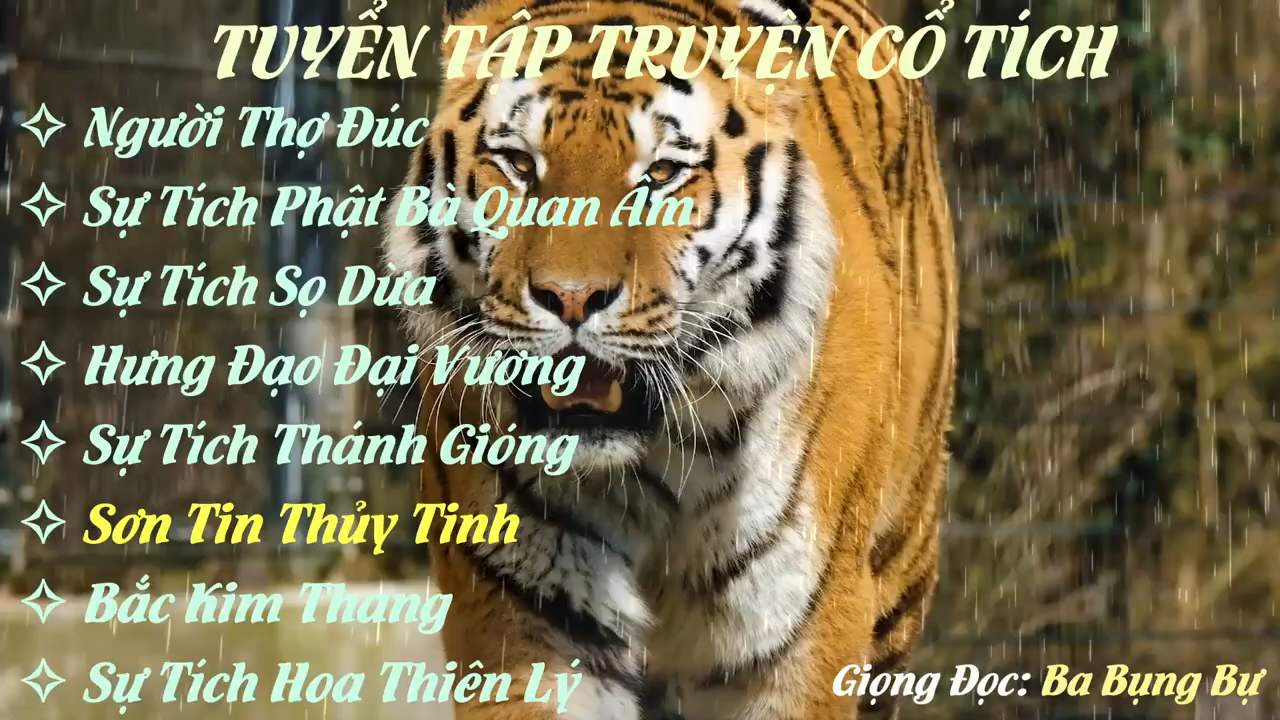 TUYỂN TẬP TRUYỆN CỔ TÍCH
Người Thợ Đúc
Sự Tích Phật Bà Quan Âm
Sự Tích Sọ Dưa
Hưng Đạo Đại Vương
Sự Tích Thánh Gióng
Sơn Tin Thủy Tinh
Bắc Kim Thang
Sự Tích Hoa Thiên Lý
Giọng Đọc: Ba Bụng Bự